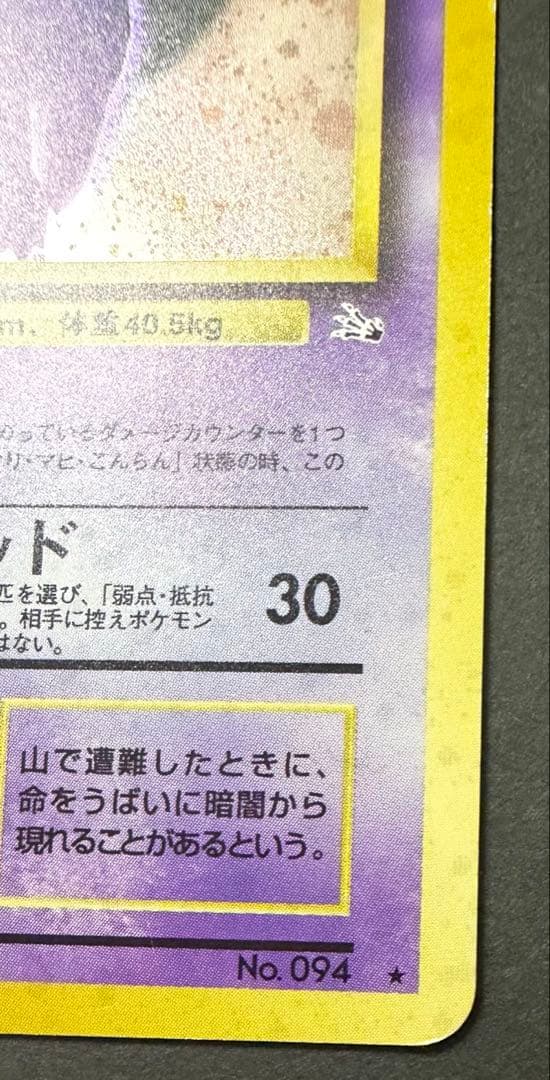 m、 体重40.5kg
のっているダメージカウンターを1つ
リ・マヒ・こんらん」状態の時、この
ッド
匹を選び、「弱点・抵抗
。相手に控えポケモン
はない。
30
山で遭難したときに、
命をうばいに暗闇から
現れることがあるという。
No. 094 ★